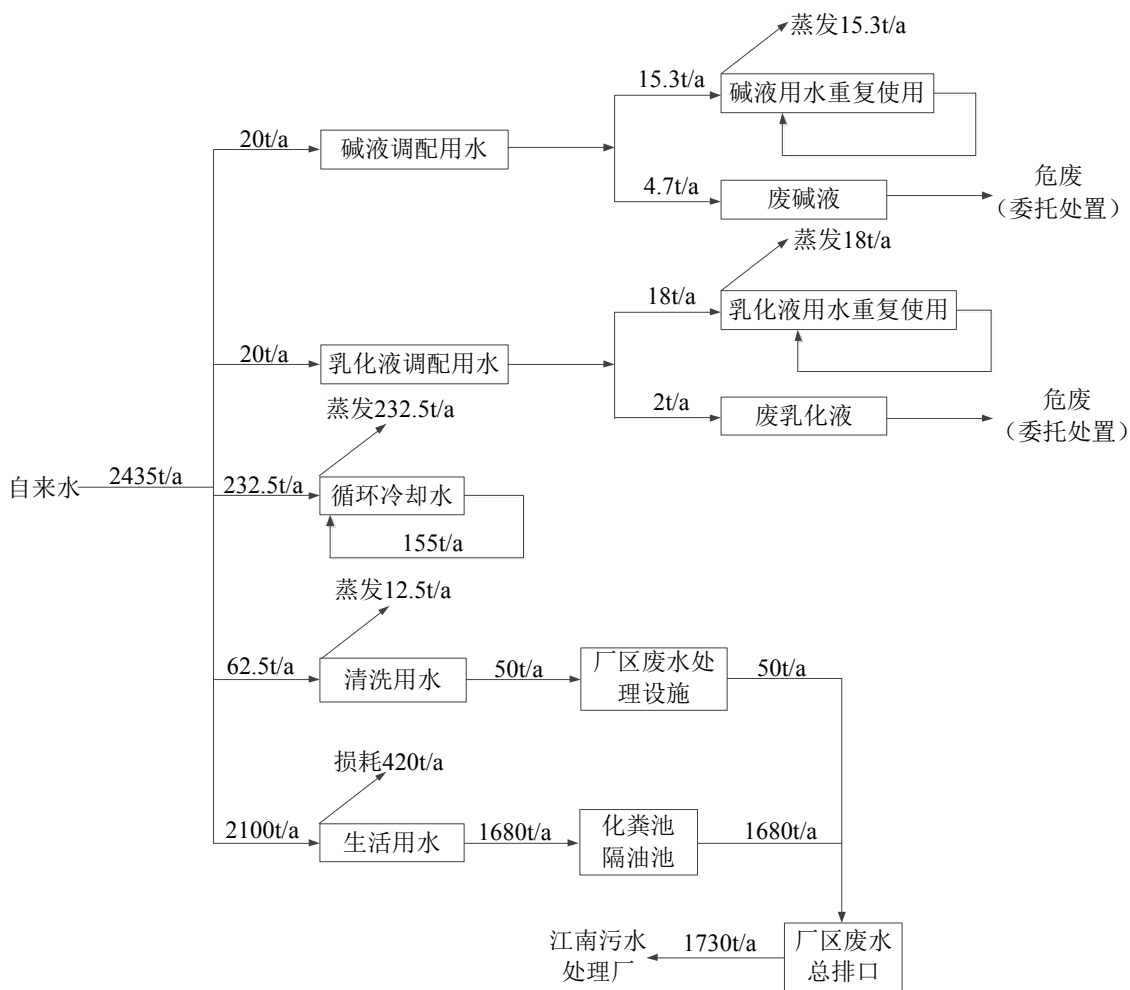 蒸发15.3t/a
15.3t/a
碱液用水重复使用
20t/a
碱液调配用水
4.7t/a
废碱液
危废
（委托处置）
蒸发18t/a
18t/a
乳化液用水重复使用
20t/a
乳化液调配用水
2t/a
废乳化液
危废
（委托处置）
蒸发232.5t/a
自来水
2435t/a
232.5t/a
循环冷却水
155t/a
蒸发12.5t/a
62.5t/a
清洗用水
50t/a
厂区废水处
理设施
50t/a
损耗420t/a
2100t/a
生活用水
1680t/a
化粪池
隔油池
1680t/a
江南污水
处理厂
1730t/a
厂区废水
总排口